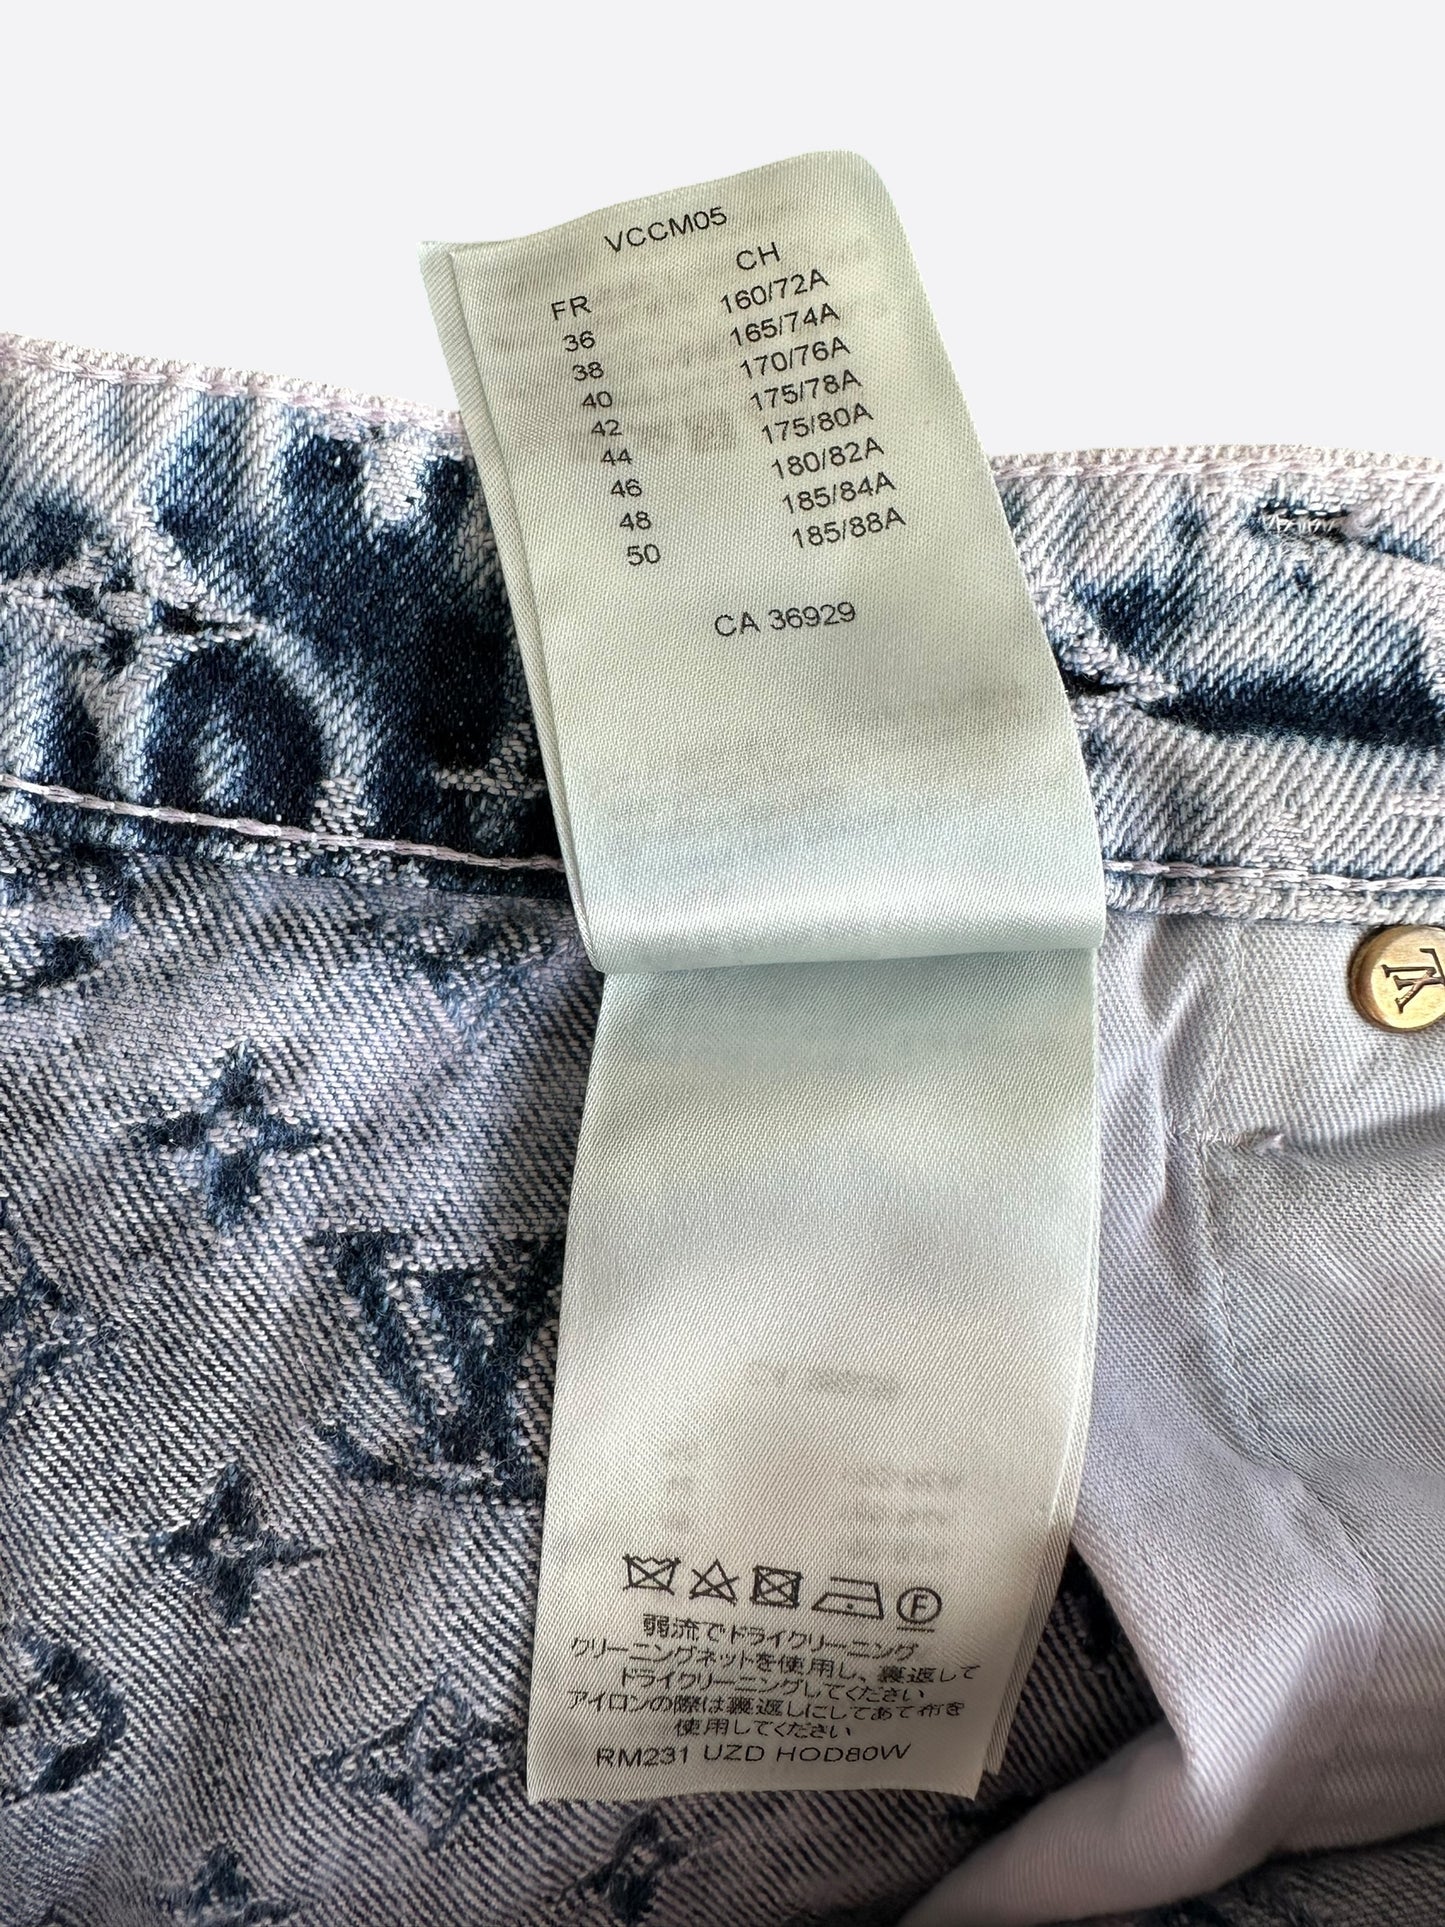 VCCM05
FR CH
36 160/72A
38 165/74A
40 170/76A
42 175/78A
44 175/80A
46 180/82A
48 185/84A
50 185/88A
CA 36929
F
弱流でドライクリーニング
クリーニングネットを使用し、裏返して
ドライクリーニングしてください
アイロンの際は裏返しにしてあて布を
使用してください
RM231 UZD HOD80W
LV
LV